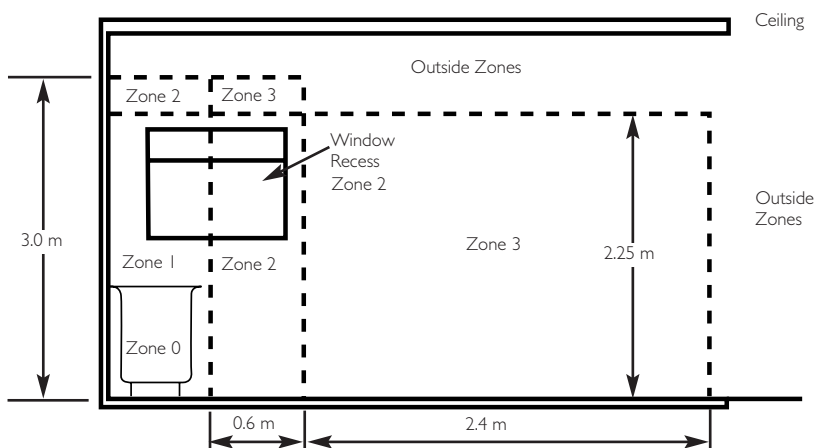 Ceiling
Outside Zones
Zone 2
Zone 3
Window
Recess
Zone 2
Outside
Zones
3.0 m
Zone 3
2.25 m
Zone 1
Zone 2
Zone 0
0.6 m
2.4 m